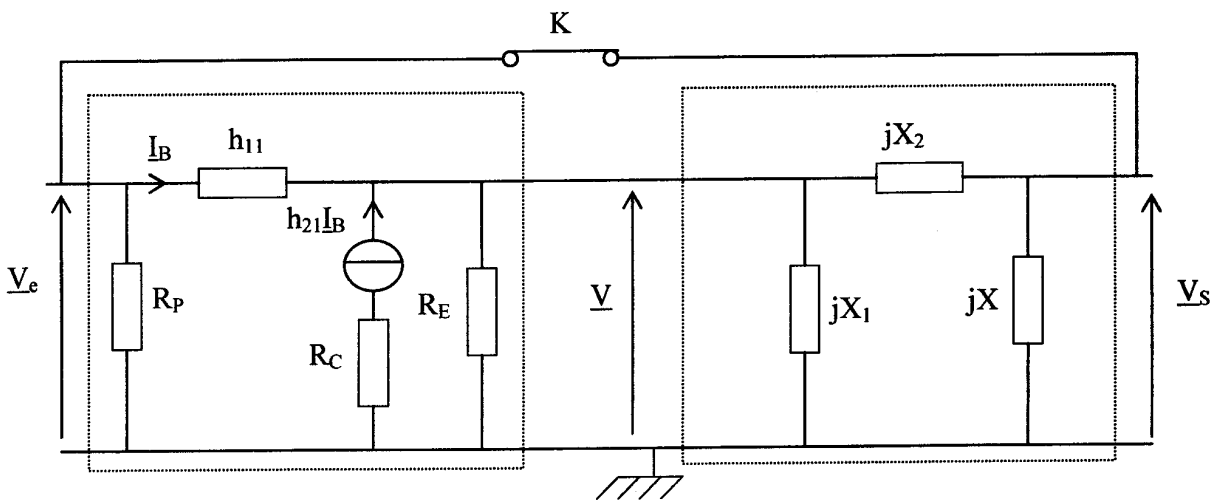 K
I_B
h₁₁
jX₂
h₂₁I_B
V_e
R_P
R_C
R_E
V
jX₁
jX
V_S